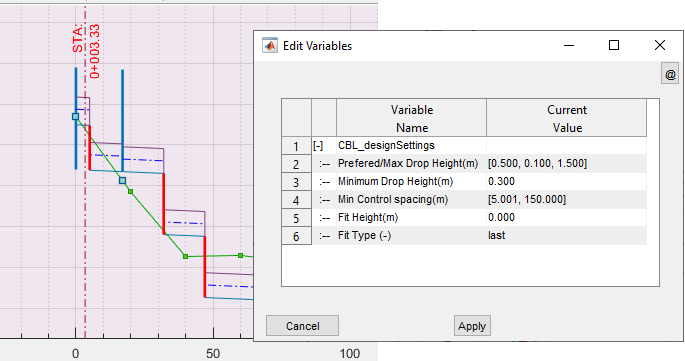 STA:
0+003.33
0
50
100
Edit Variables
@
Variable Name
Current Value
1 [-] CBL_designSettings
2 :-- Prefered/Max Drop Height(m) [0.500, 0.100, 1.500]
3 :-- Minimum Drop Height(m) 0.300
4 :-- Min Control spacing(m) [5.001, 150.000]
5 :-- Fit Height(m) 0.000
6 :-- Fit Type (-) last
Cancel
Apply